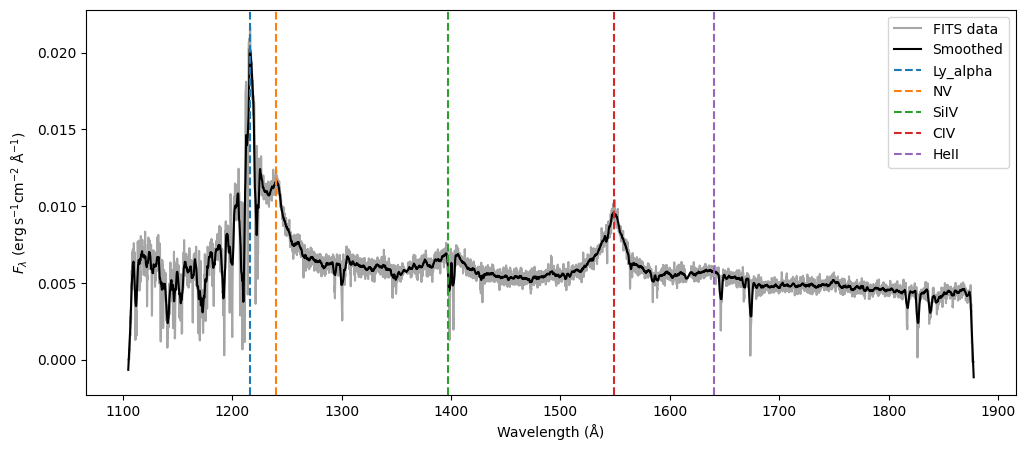 FITS data
Smoothed
Ly_alpha
NV
SiIV
CIV
HeII
0.020
0.015
0.010
0.005
0.000
F_λ (erg s⁻¹cm⁻² Å⁻¹)
1100 1200 1300 1400 1500 1600 1700 1800 1900
Wavelength (Å)